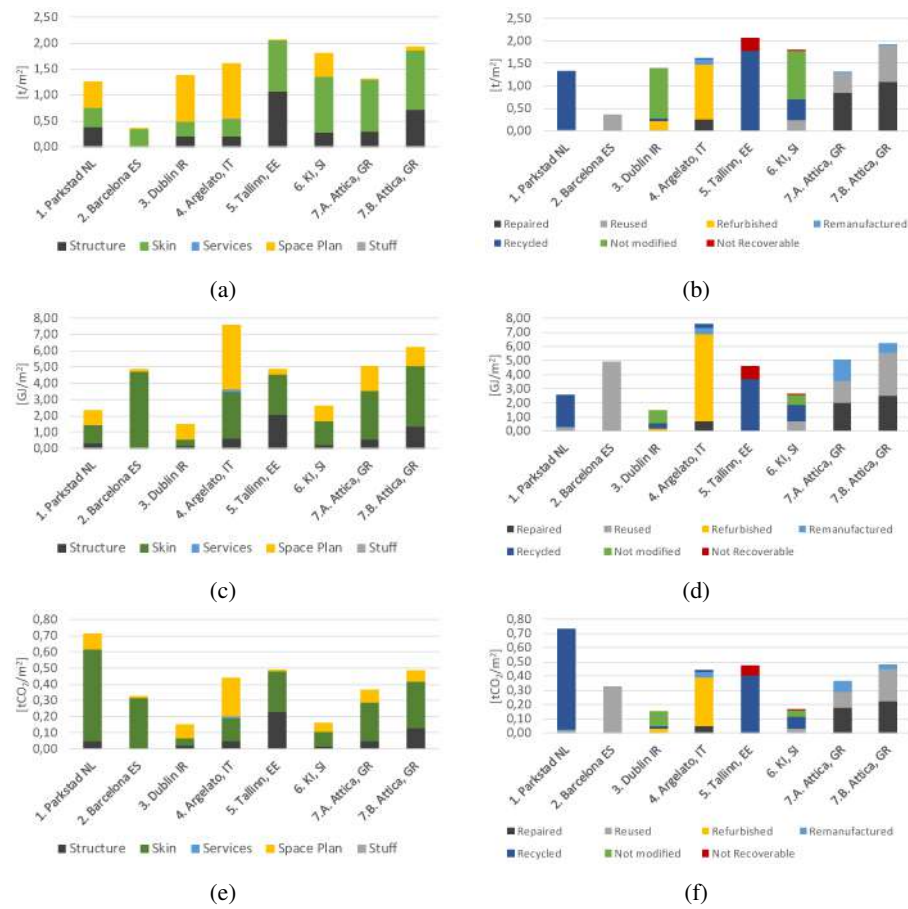 2,50
2,00
1,50
1,00
0,50
0,00
[t/m²]
1. Parkstad NL
2. Barcelona ES
3. Dublin IR
4. Argelato, IT
5. Tallinn, EE
6. KI, SI
7.A. Attica, GR
7.B. Attica, GR
Structure Skin Services Space Plan Stuff
(a)
2,50
2,00
1,50
1,00
0,50
0,00
[t/m²]
1. Parkstad NL
2. Barcelona ES
3. Dublin IR
4. Argelato, IT
5. Tallinn, EE
6. KI, SI
7.A. Attica, GR
7.B. Attica, GR
Repaired Reused Refurbished Remanufactured
Recycled Not modified Not Recoverable
(b)
8,00
7,00
6,00
5,00
4,00
3,00
2,00
1,00
0,00
[GJ/m²]
1. Parkstad NL
2. Barcelona ES
3. Dublin IR
4. Argelato, IT
5. Tallinn, EE
6. KI, SI
7.A. Attica, GR
7.B. Attica, GR
Structure Skin Services Space Plan Stuff
(c)
8,00
7,00
6,00
5,00
4,00
3,00
2,00
1,00
0,00
[GJ/m²]
1. Parkstad NL
2. Barcelona ES
3. Dublin IR
4. Argelato, IT
5. Tallinn, EE
6. KI, SI
7.A. Attica, GR
7.B. Attica, GR
Repaired Reused Refurbished Remanufactured
Recycled Not modified Not Recoverable
(d)
0,80
0,70
0,60
0,50
0,40
0,30
0,20
0,10
0,00
[tCO₂/m²]
1. Parkstad NL
2. Barcelona ES
3. Dublin IR
4. Argelato, IT
5. Tallinn, EE
6. KI, SI
7.A. Attica, GR
7.B. Attica, GR
Structure Skin Services Space Plan Stuff
(e)
0,80
0,70
0,60
0,50
0,40
0,30
0,20
0,10
0,00
[tCO₂/m²]
1. Parkstad NL
2. Barcelona ES
3. Dublin IR
4. Argelato, IT
5. Tallinn, EE
6. KI, SI
7.A. Attica, GR
7.B. Attica, GR
Repaired Reused Refurbished Remanufactured
Recycled Not modified Not Recoverable
(f)